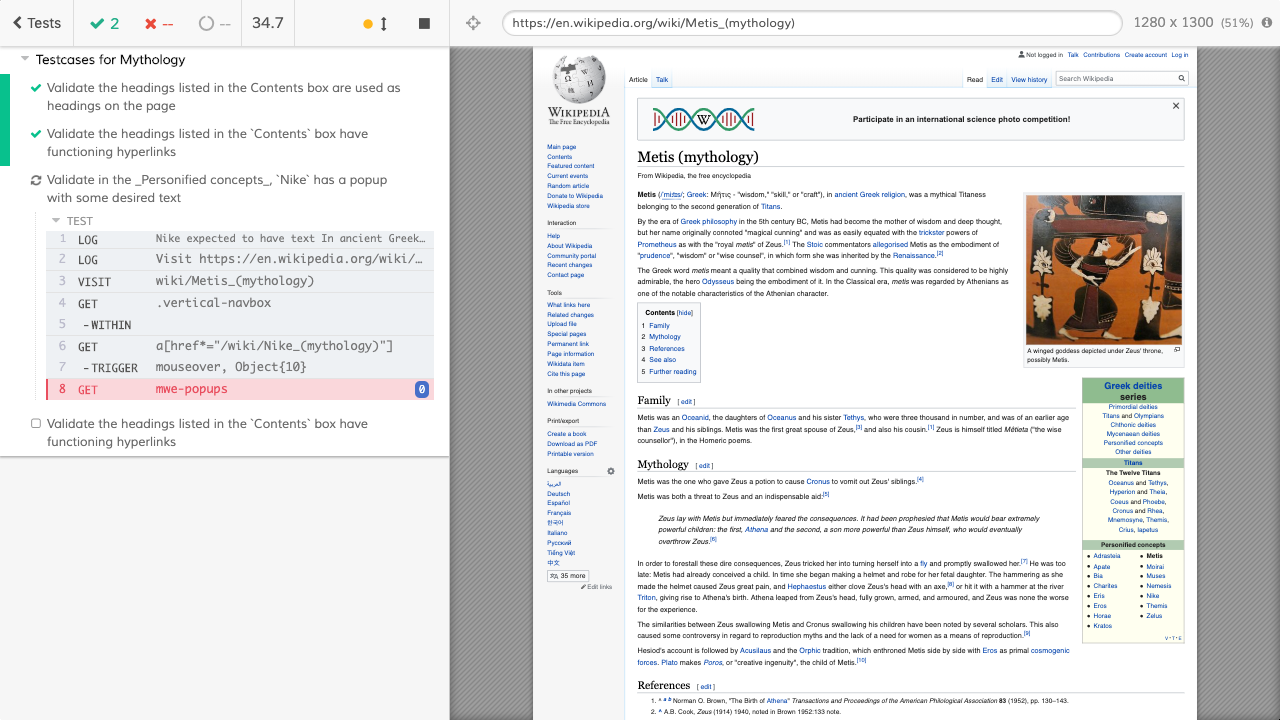 Tests
2
--
--
34.7
https://en.wikipedia.org/wiki/Metis_(mythology)
1280 x 1300 (51%)
Testcases for Mythology
Validate the headings listed in the Contents box are used as
headings on the page
Validate the headings listed in the `Contents` box have
functioning hyperlinks
Validate in the _Personified concepts_, `Nike` has a popup
with some desired text
TEST
1 LOG Nike expected to have text In ancient Greek…
2 LOG Visit https://en.wikipedia.org/wiki/…
3 VISIT wiki/Metis_(mythology)
4 GET .vertical-navbox
5 -WITHIN
6 GET a[href*="/wiki/Nike_(mythology)"]
7 -TRIGGER mouseover, Object{10}
8 GET mwe-popups 0
Validate the headings listed in the `Contents` box have
functioning hyperlinks
WIKIPEDIA
The Free Encyclopedia
Main page
Contents
Featured content
Current events
Random article
Donate to Wikipedia
Wikipedia store
Interaction
Help
About Wikipedia
Community portal
Recent changes
Contact page
Tools
What links here
Related changes
Upload file
Special pages
Permanent link
Page information
Wikidata item
Cite this page
In other projects
Wikimedia Commons
Print/export
Create a book
Download as PDF
Printable version
Languages
العربية
Deutsch
Español
Français
한국어
Italiano
Русский
Tiếng Việt
中文
35 more
Edit links
Not logged in Talk Contributions Create account Log in
Article Talk
Read Edit View history
Search Wikipedia
W
Participate in an international science photo competition!
Metis (mythology)
From Wikipedia, the free encyclopedia
Metis (/ˈmiːtɪs/; Greek: Μῆτις - "wisdom," "skill," or "craft"), in ancient Greek religion, was a mythical Titaness
belonging to the second generation of Titans.
By the era of Greek philosophy in the 5th century BC, Metis had become the mother of wisdom and deep thought,
but her name originally connoted "magical cunning" and was as easily equated with the trickster powers of
Prometheus as with the "royal metis" of Zeus.[1] The Stoic commentators allegorised Metis as the embodiment of
"prudence", "wisdom" or "wise counsel", in which form she was inherited by the Renaissance.[2]
The Greek word metis meant a quality that combined wisdom and cunning. This quality was considered to be highly
admirable, the hero Odysseus being the embodiment of it. In the Classical era, metis was regarded by Athenians as
one of the notable characteristics of the Athenian character.
Contents [hide]
1 Family
2 Mythology
3 References
4 See also
5 Further reading
A winged goddess depicted under Zeus' throne,
possibly Metis.
Family [ edit ]
Metis was an Oceanid, the daughters of Oceanus and his sister Tethys, who were three thousand in number, and was of an earlier age
than Zeus and his siblings. Metis was the first great spouse of Zeus,[3] and also his cousin.[1] Zeus is himself titled Mêtieta ("the wise
counsellor"), in the Homeric poems.
Mythology [ edit ]
Metis was the one who gave Zeus a potion to cause Cronus to vomit out Zeus' siblings.[4]
Metis was both a threat to Zeus and an indispensable aid:[5]
Zeus lay with Metis but immediately feared the consequences. It had been prophesied that Metis would bear extremely
powerful children: the first, Athena and the second, a son more powerful than Zeus himself, who would eventually
overthrow Zeus.[6]
In order to forestall these dire consequences, Zeus tricked her into turning herself into a fly and promptly swallowed her.[7] He was too
late: Metis had already conceived a child. In time she began making a helmet and robe for her fetal daughter. The hammering as she
made the helmet caused Zeus great pain, and Hephaestus either clove Zeus's head with an axe,[8] or hit it with a hammer at the river
Triton, giving rise to Athena's birth. Athena leaped from Zeus's head, fully grown, armed, and armoured, and Zeus was none the worse
for the experience.
The similarities between Zeus swallowing Metis and Cronus swallowing his children have been noted by several scholars. This also
caused some controversy in regard to reproduction myths and the lack of a need for women as a means of reproduction.[9]
Hesiod's account is followed by Acusilaus and the Orphic tradition, which enthroned Metis side by side with Eros as primal cosmogenic
forces. Plato makes Poros, or "creative ingenuity", the child of Metis.[10]
References [ edit ]
1. ^ a b Norman O. Brown, "The Birth of Athena" Transactions and Proceedings of the American Philological Association 83 (1952), pp. 130–143.
2. ^ A.B. Cook, Zeus (1914) 1940, noted in Brown 1952:133 note.
Greek deities
series
Primordial deities
Titans and Olympians
Chthonic deities
Mycenaean deities
Personified concepts
Other deities
Titans
The Twelve Titans
Oceanus and Tethys,
Hyperion and Theia,
Coeus and Phoebe,
Cronus and Rhea,
Mnemosyne, Themis,
Crius, Iapetus
Personified concepts
Adrasteia
Apate
Bia
Charites
Eris
Eros
Horae
Kratos
Metis
Moirai
Muses
Nemesis
Nike
Themis
Zelus
V · T · E